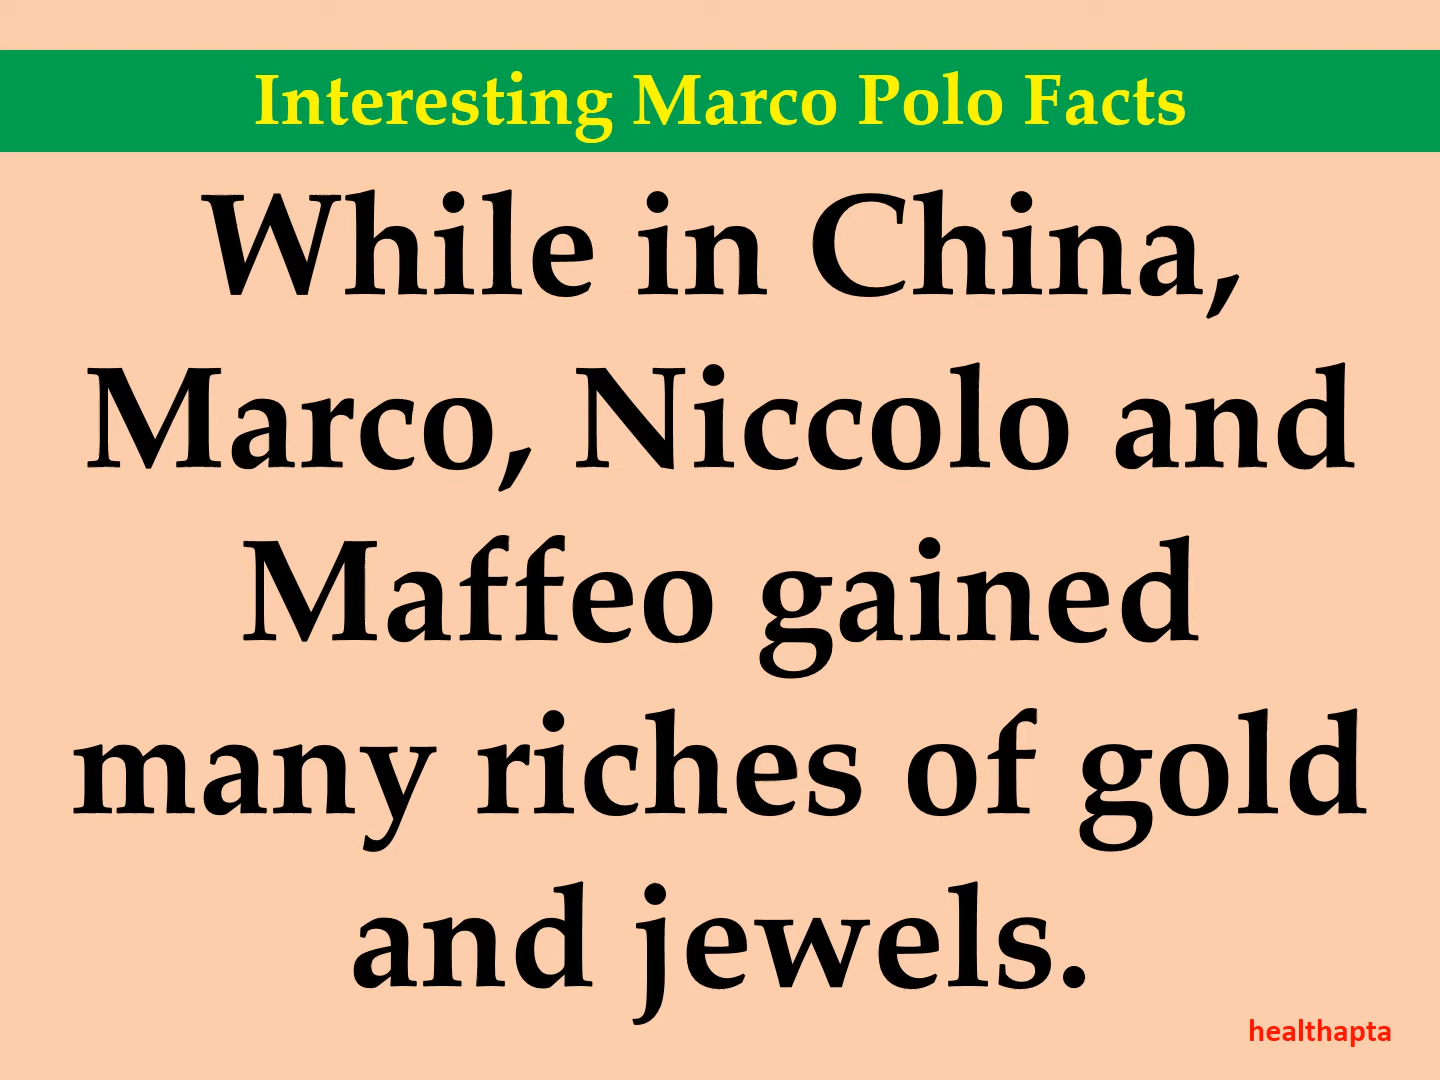 Interesting Marco Polo Facts
While in China,
Marco, Niccolo and
Maffeo gained
many riches of gold
and jewels.
healthapta